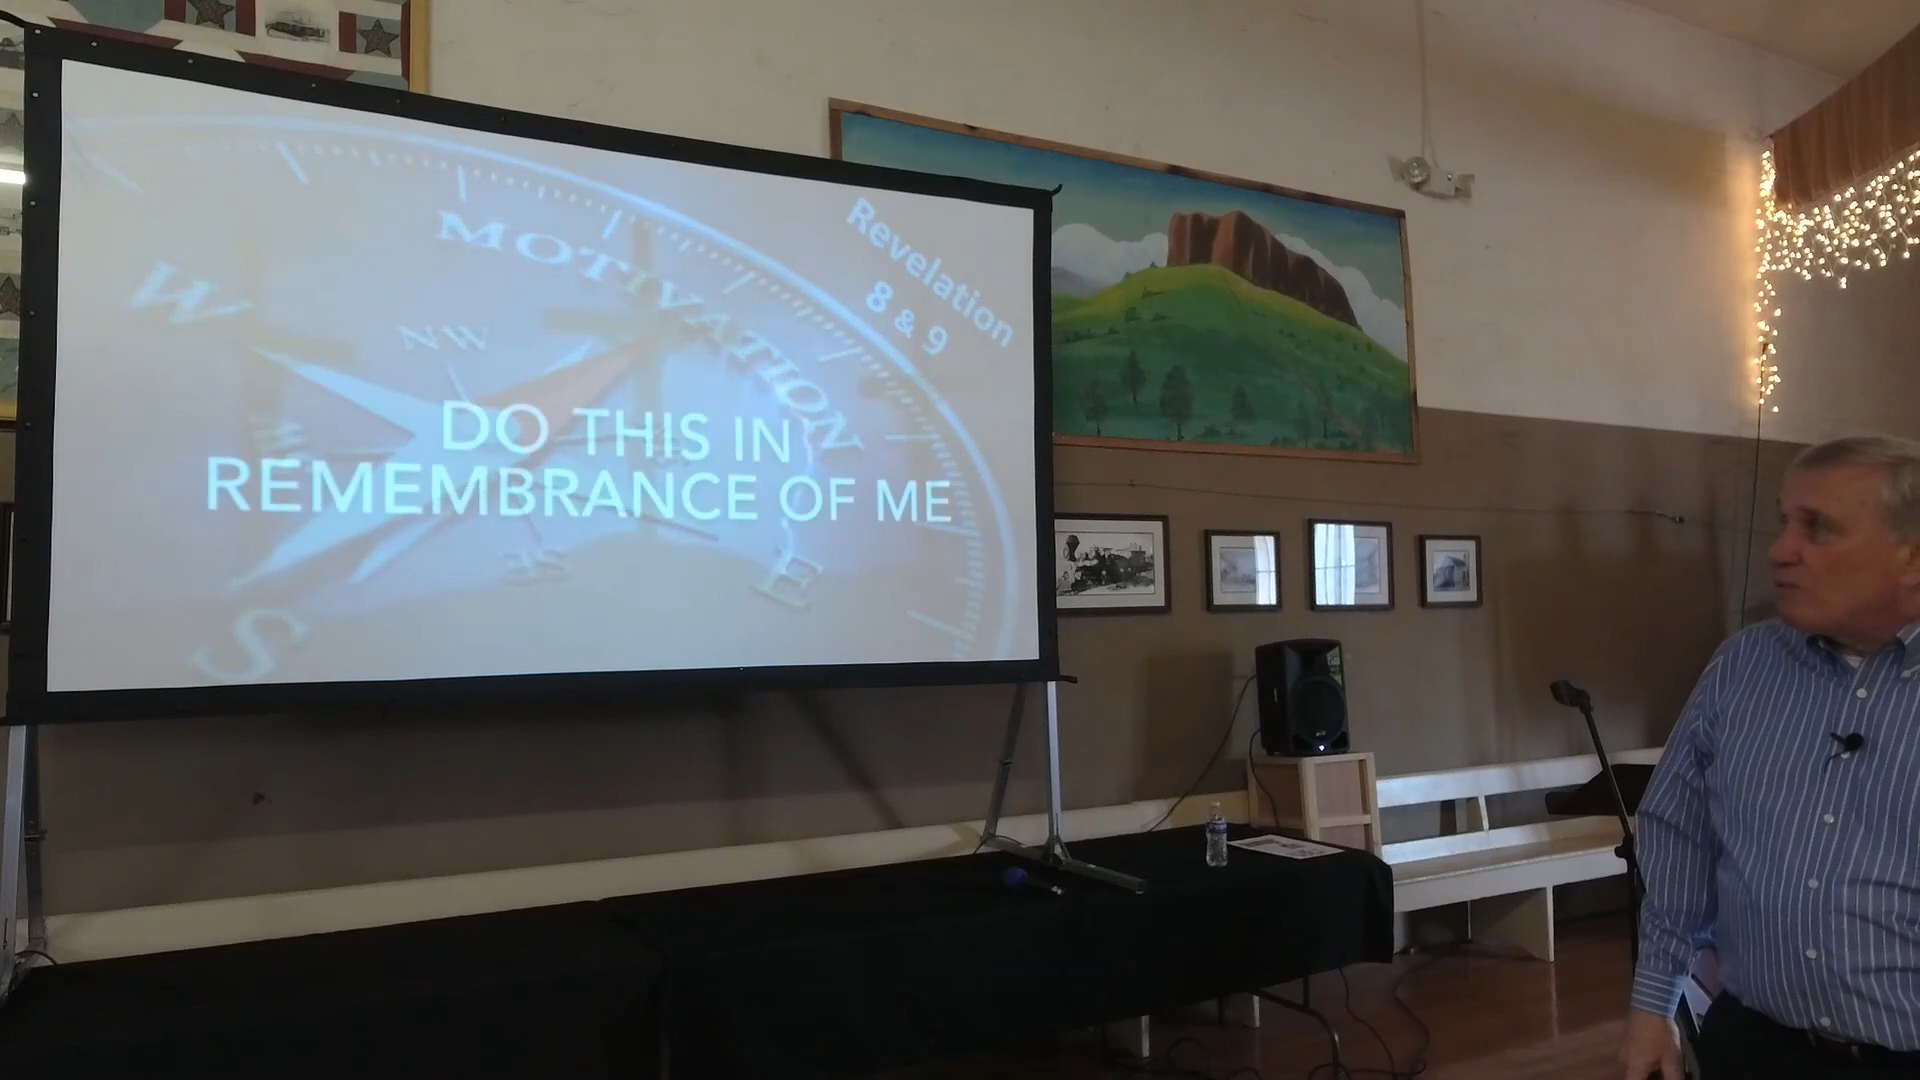 Revelation
8 & 9
MOTIVATION
W
NW
DO THIS IN
REMEMBRANCE OF ME
E
S